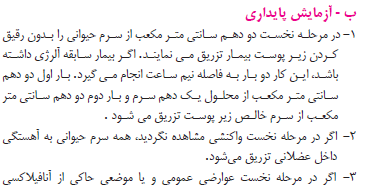 ب - آزمایش پایداری
۱- در مرحله نخست دو دهم سانتی متر مکعب از سرم حیوانی را بدون رقیق
کردن زیر پوست بیمار تزریق می نمایند. اگر بیمار سابقه آلرژی داشته
باشد، این کار دو بار به فاصله نیم ساعت انجام می گیرد. بار اول دو دهم
سانتی متر مکعب از محلول یک دهم سرم و بار دوم دو دهم سانتی متر
مکعب از سرم خالص زیر پوست تزریق می شود .
۲- اگر در مرحله نخست واکنشی مشاهده نگردید، همه سرم حیوانی به آهستگی
داخل عضلانی تزریق می‌شود.
۳- اگر در مرحله نخست عوارضی عمومی و یا موضعی حاکی از آنافیلاکسی